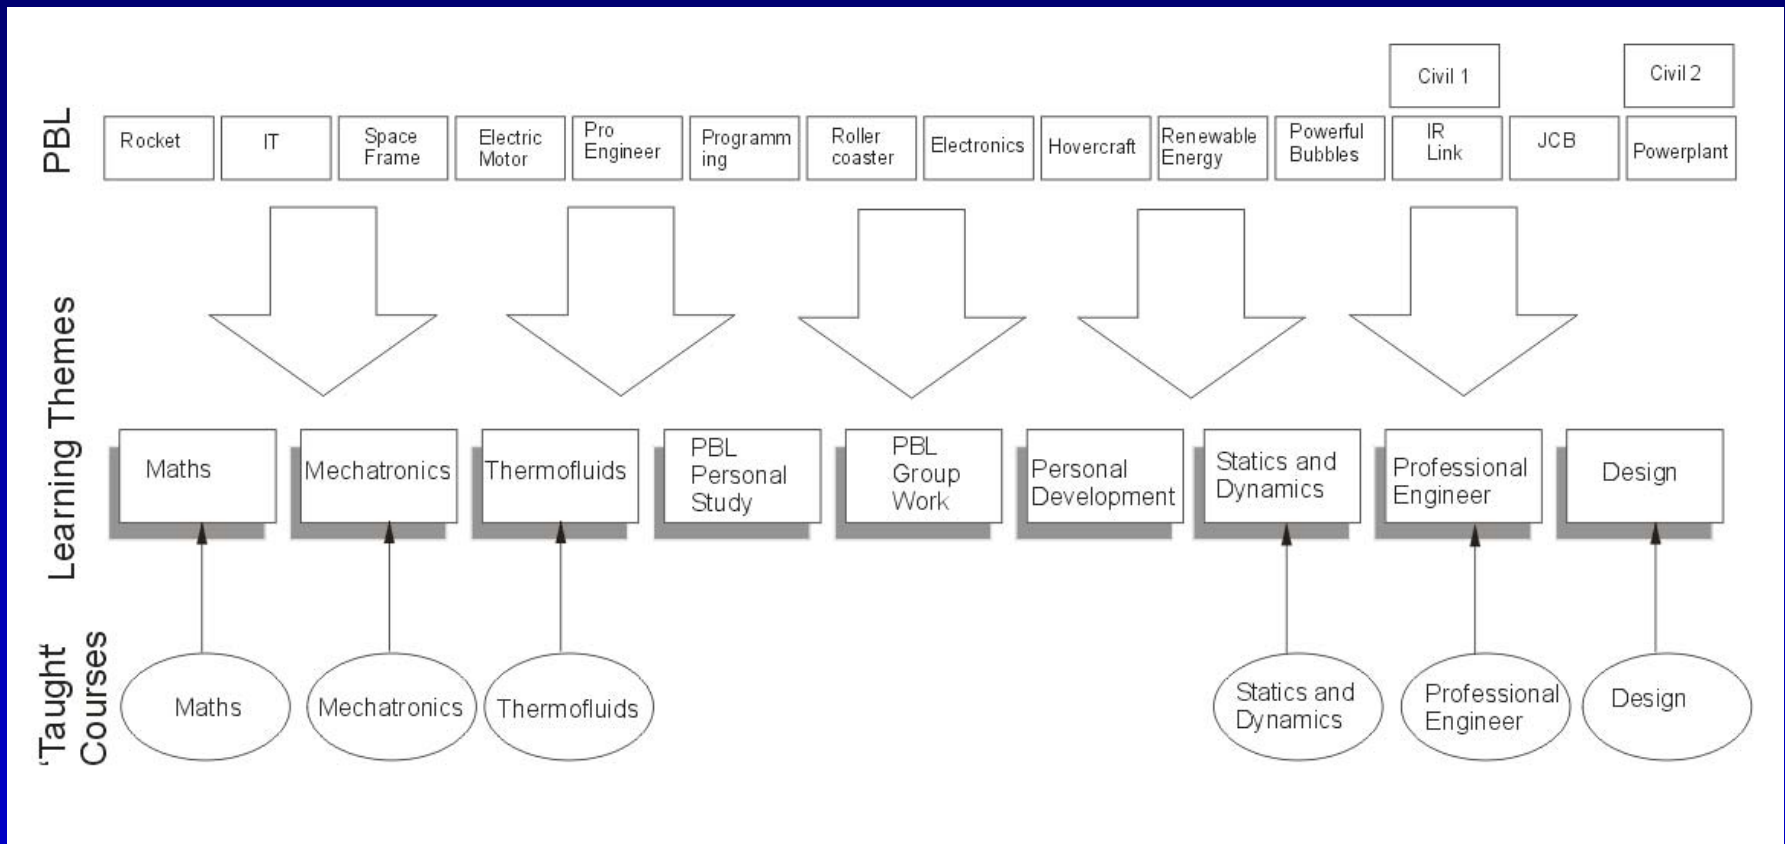 Civil 1
Civil 2
PBL
Rocket
IT
Space
Frame
Electric
Motor
Pro
Engineer
Programm
ing
Roller
coaster
Electronics
Hovercraft
Renewable
Energy
Powerful
Bubbles
IR
Link
JCB
Powerplant
Learning Themes
Maths
Mechatronics
Thermofluids
PBL
Personal
Study
PBL
Group
Work
Personal
Development
Statics and
Dynamics
Professional
Engineer
Design
‘Taught‘
Courses
Maths
Mechatronics
Thermofluids
Statics and
Dynamics
Professional
Engineer
Design